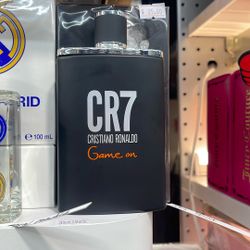 RID
100 mL
CR7
CRISTIANO RONALDO
Game on